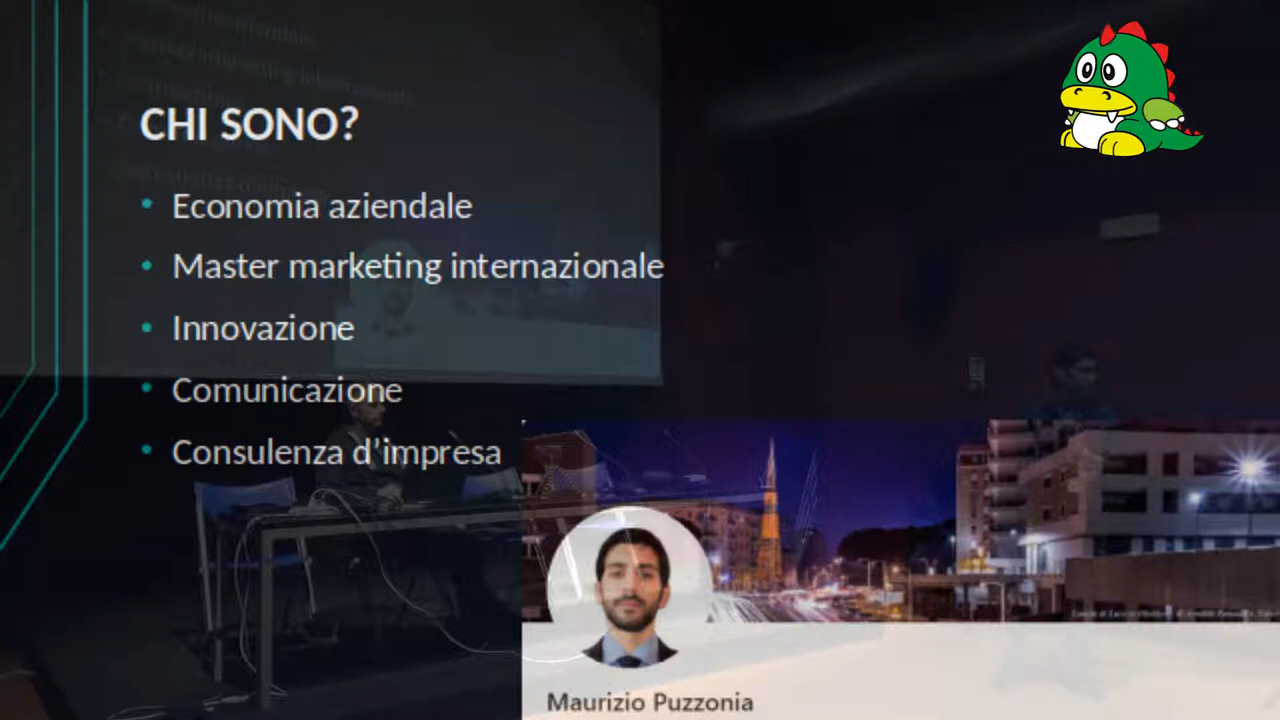 CHI SONO?
• Economia aziendale
• Master marketing internazionale
• Innovazione
• Comunicazione
• Consulenza d'impresa
Maurizio Puzzonia